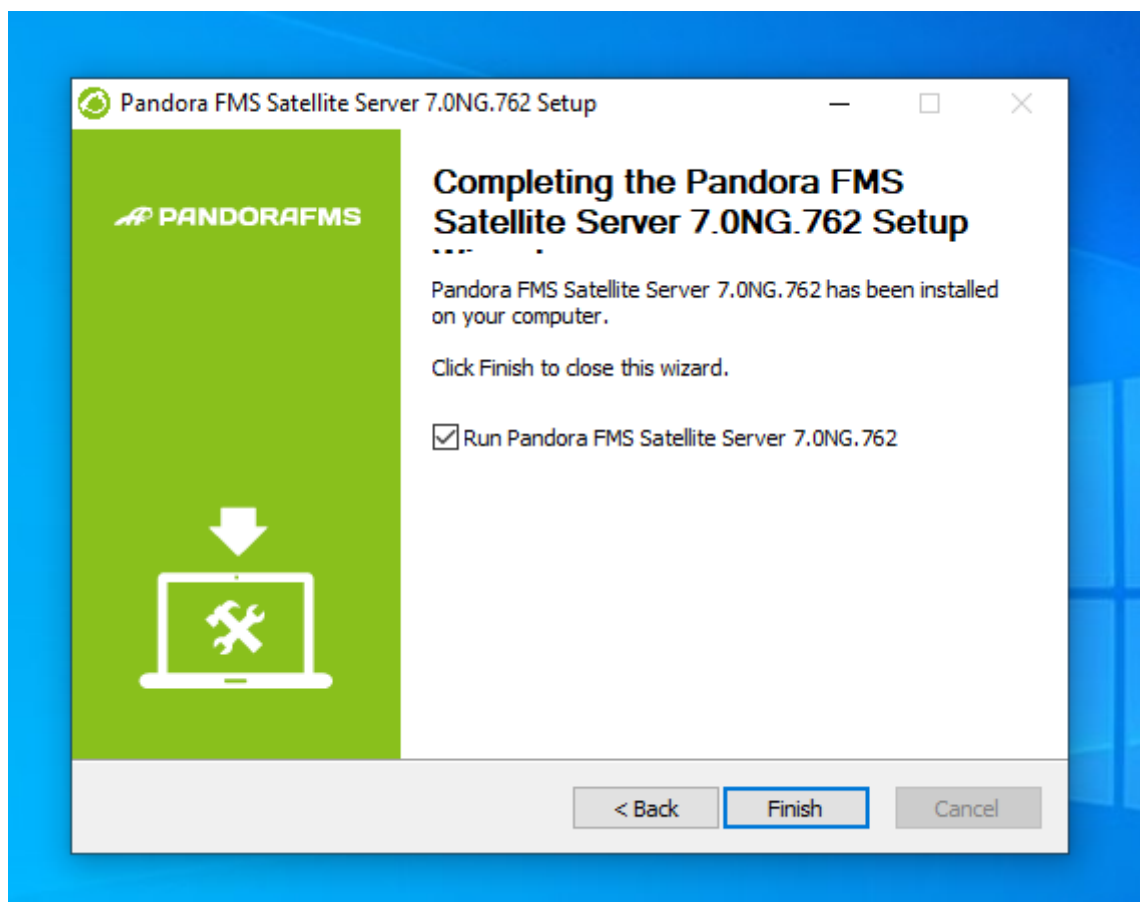 Pandora FMS Satellite Server 7.0NG.762 Setup
PANDORAFMS
Completing the Pandora FMS
Satellite Server 7.0NG.762 Setup
Pandora FMS Satellite Server 7.0NG.762 has been installed
on your computer.
Click Finish to close this wizard.
Run Pandora FMS Satellite Server 7.0NG.762
< Back
Finish
Cancel